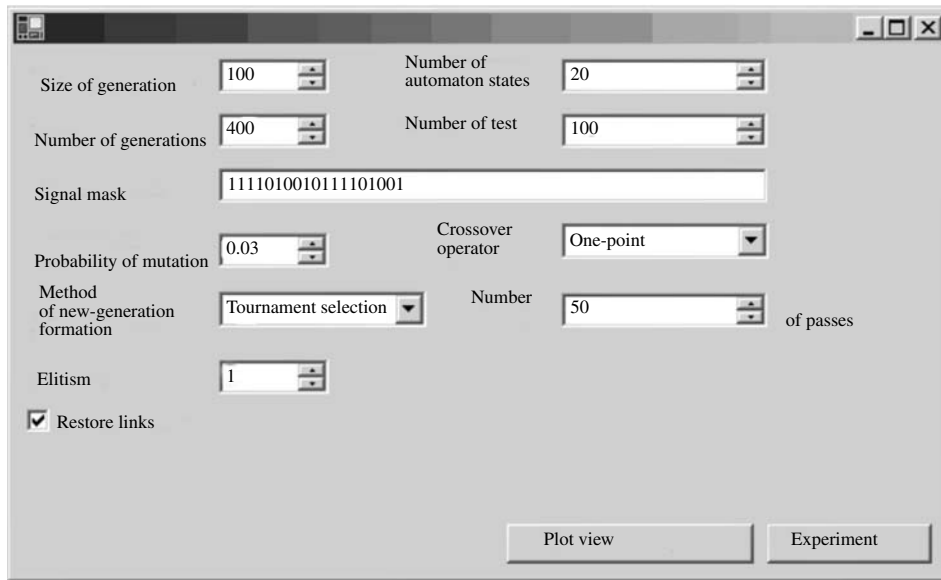 Size of generation
100
Number of
automaton states
20
Number of generations
400
Number of test
100
Signal mask
1111010010111101001
Probability of mutation
0.03
Crossover
operator
One-point
Method
of new-generation
formation
Tournament selection
Number
50
of passes
Elitism
1
Restore links
Plot view
Experiment